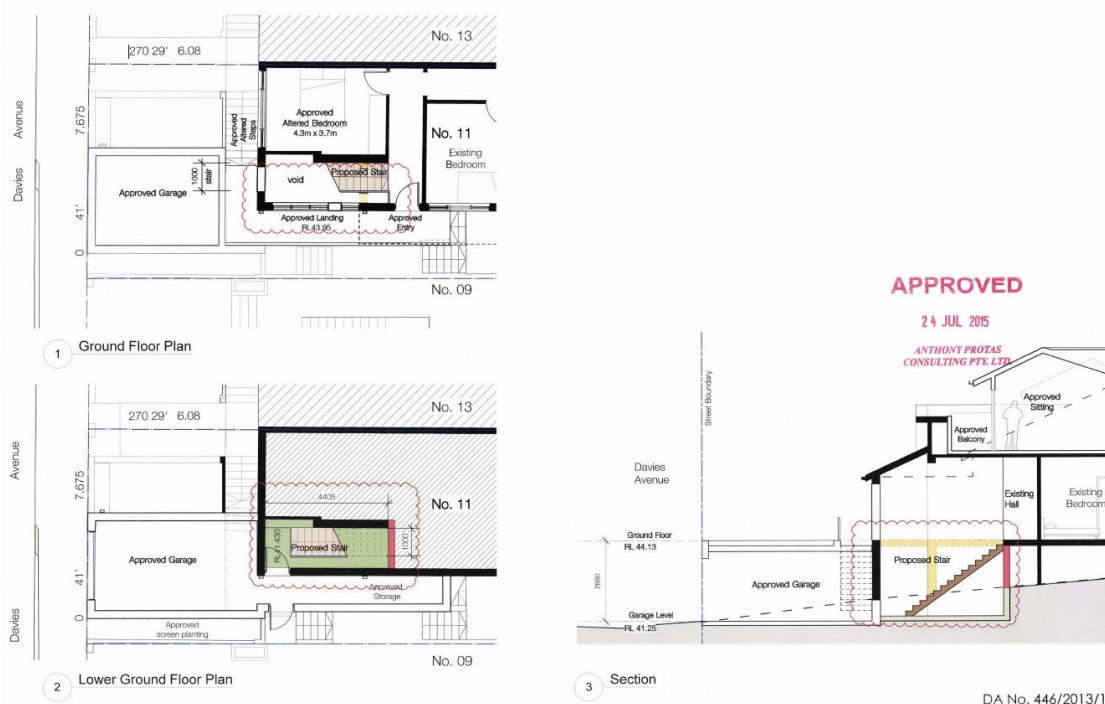 No. 13
270 29' 6.08
Davies Avenue
7.675
41'
0
Approved
Altered
Steps
Approved
Altered Bedroom
4.3m x 3.7m
No. 11
Existing
Bedroom
Approved Garage
1000
stair
void
Proposed Stair
Approved Landing
RL43.95
Approved
Entry
No. 09
1 Ground Floor Plan
No. 13
270 29' 6.08
Davies Avenue
7.675
41'
0
4405
No. 11
RL41.430
Proposed Stair
1000
Approved Garage
Approved
Storage
Approved
screen planting
No. 09
2 Lower Ground Floor Plan
APPROVED
24 JUL 2015
ANTHONY PROTAS
CONSULTING PTY. LTD.
Street Boundary
Approved
Sitting
Approved
Balcony
Davies
Avenue
Existing
Hall
Existing
Bedroom
Ground Floor
RL 44.13
Proposed Stair
Approved Garage
Garage Level
RL 41.25
3 Section
DA No. 446/2013/1